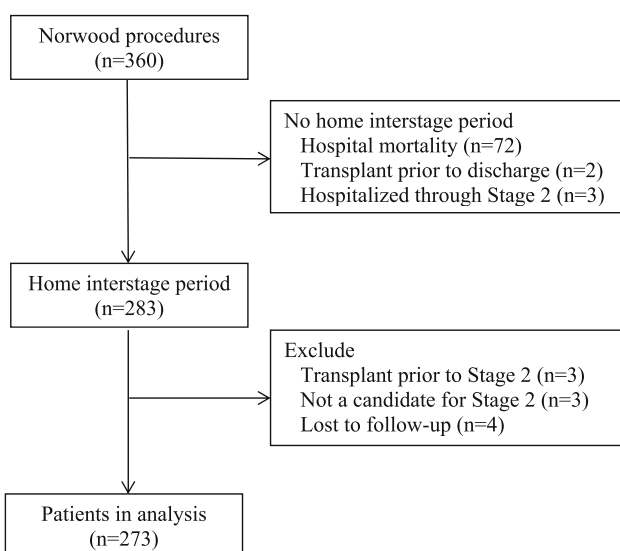 Norwood procedures
(n=360)
No home interstage period
Hospital mortality (n=72)
Transplant prior to discharge (n=2)
Hospitalized through Stage 2 (n=3)
Home interstage period
(n=283)
Exclude
Transplant prior to Stage 2 (n=3)
Not a candidate for Stage 2 (n=3)
Lost to follow-up (n=4)
Patients in analysis
(n=273)